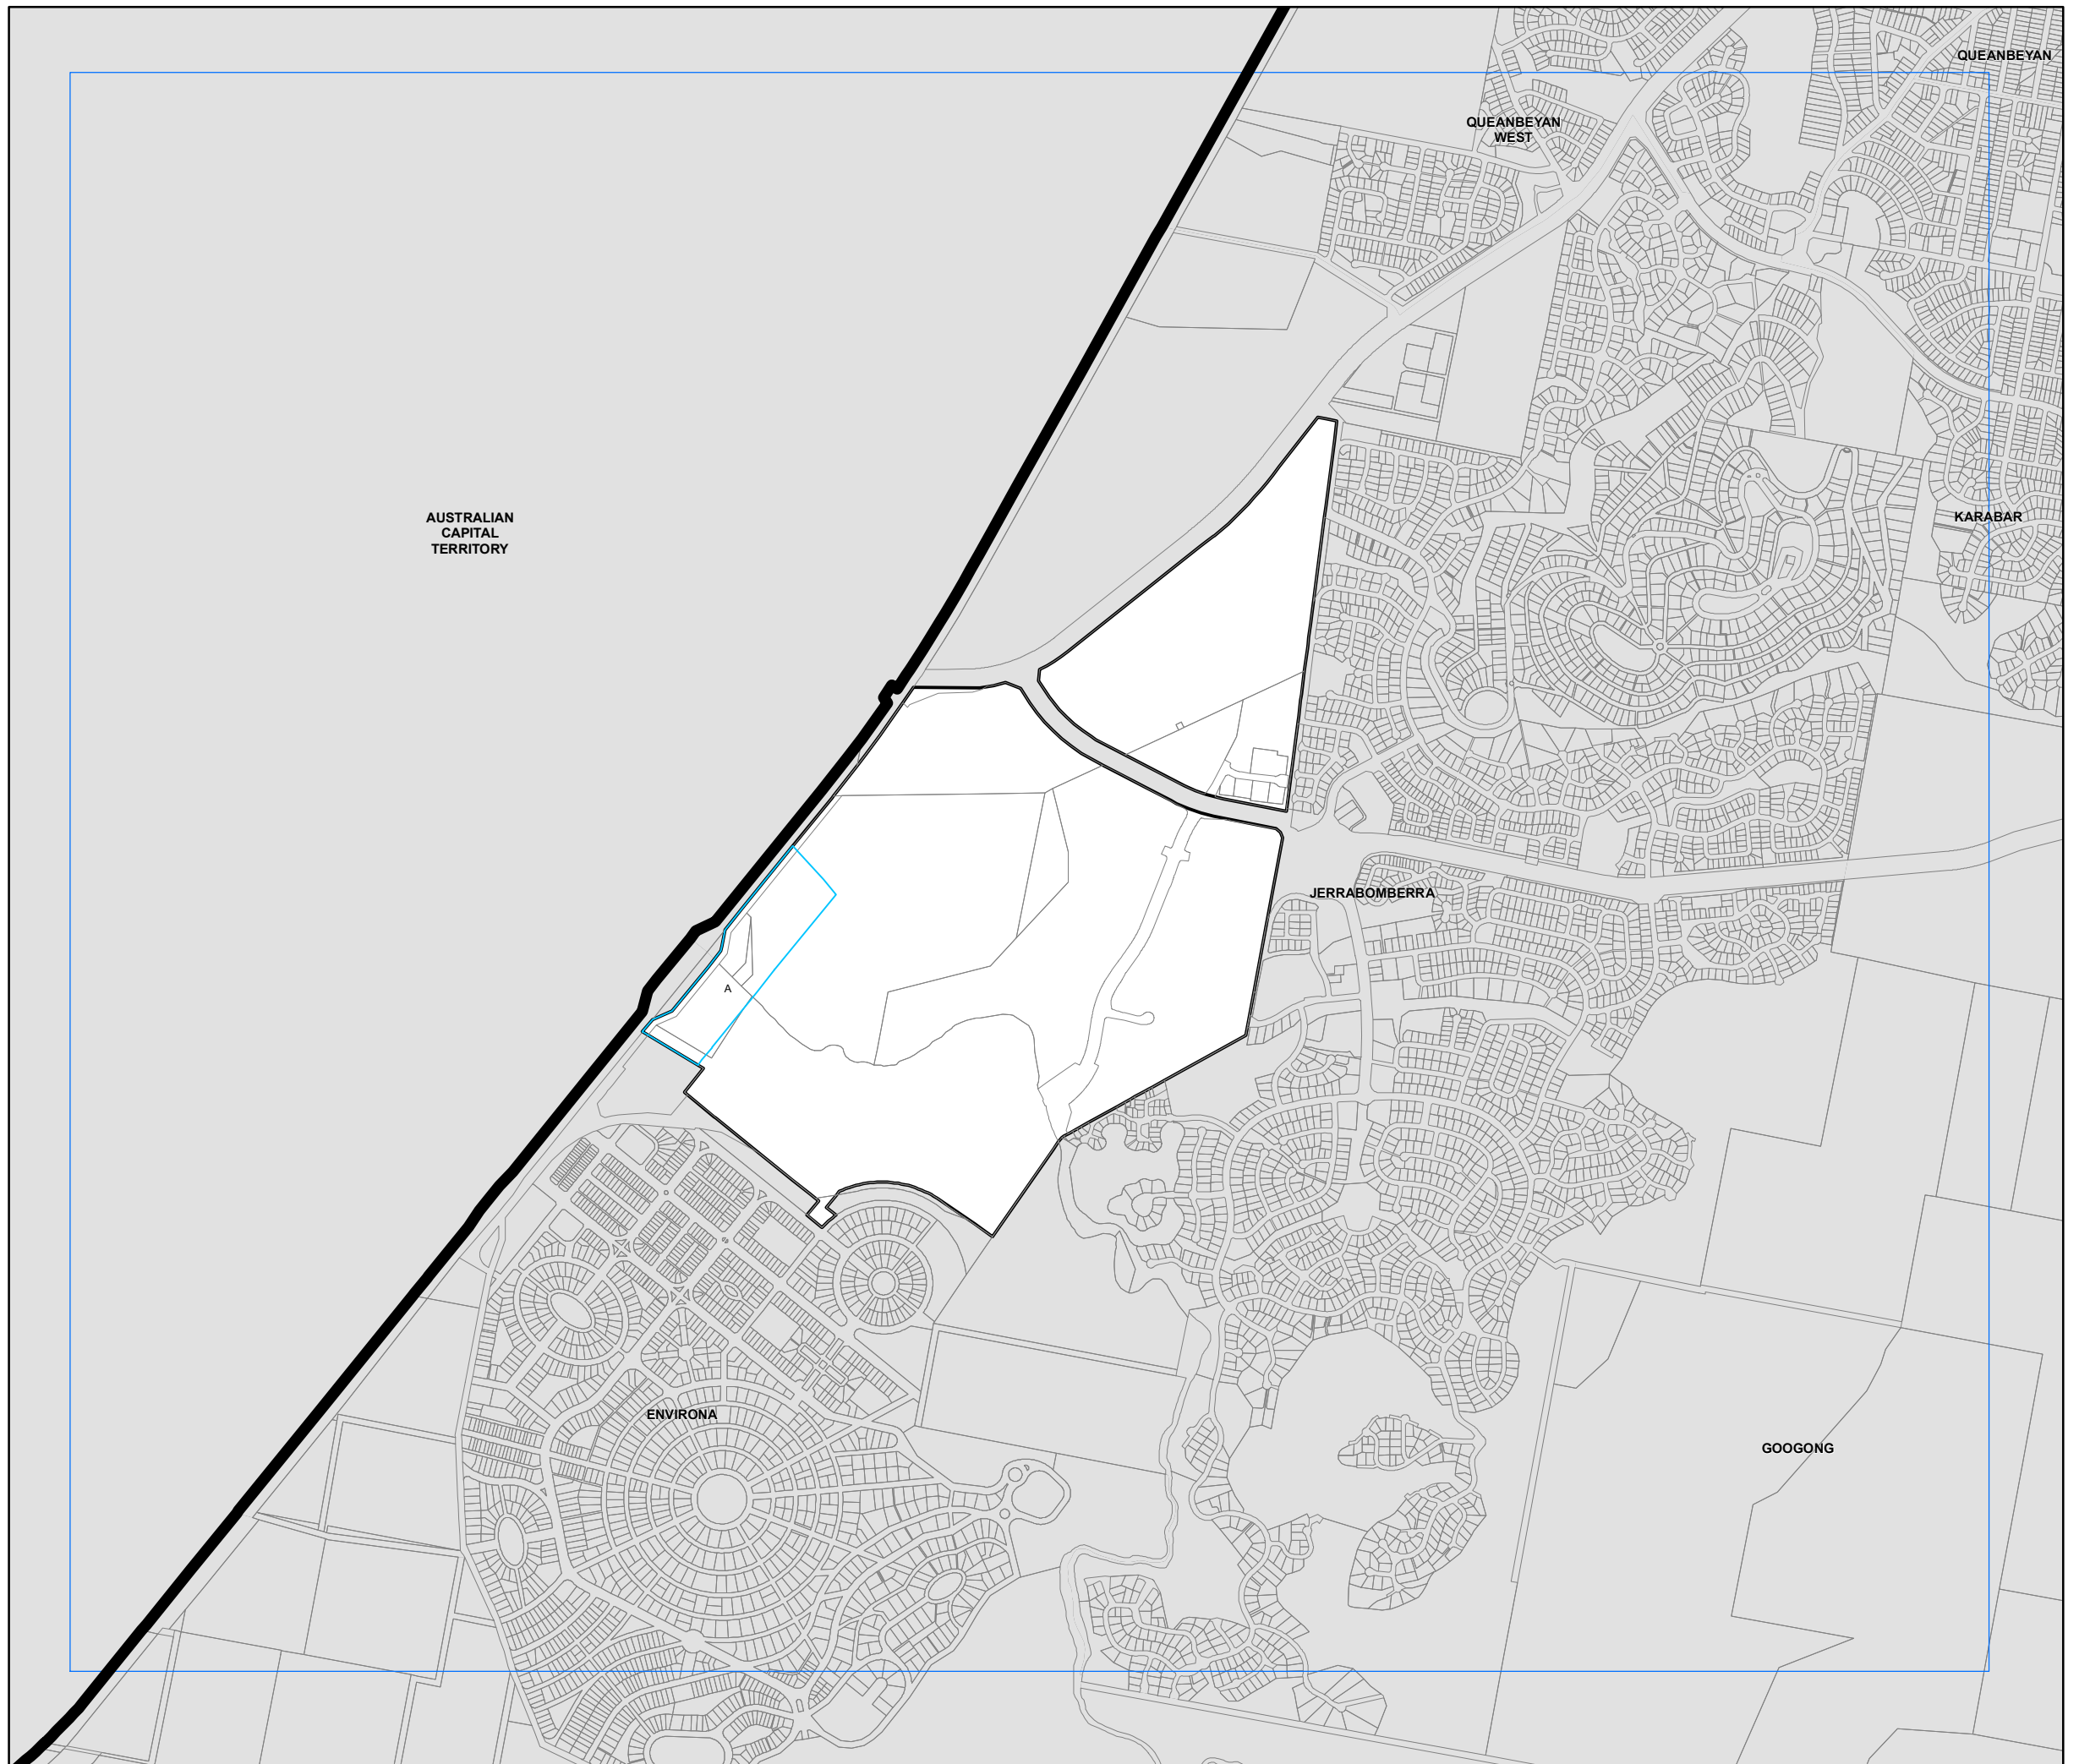 QUEANBEYAN
QUEANBEYAN
WEST
AUSTRALIAN
CAPITAL
TERRITORY
KARABAR
JERRABOMBERRA
A
ENVIRONA
GOOGONG